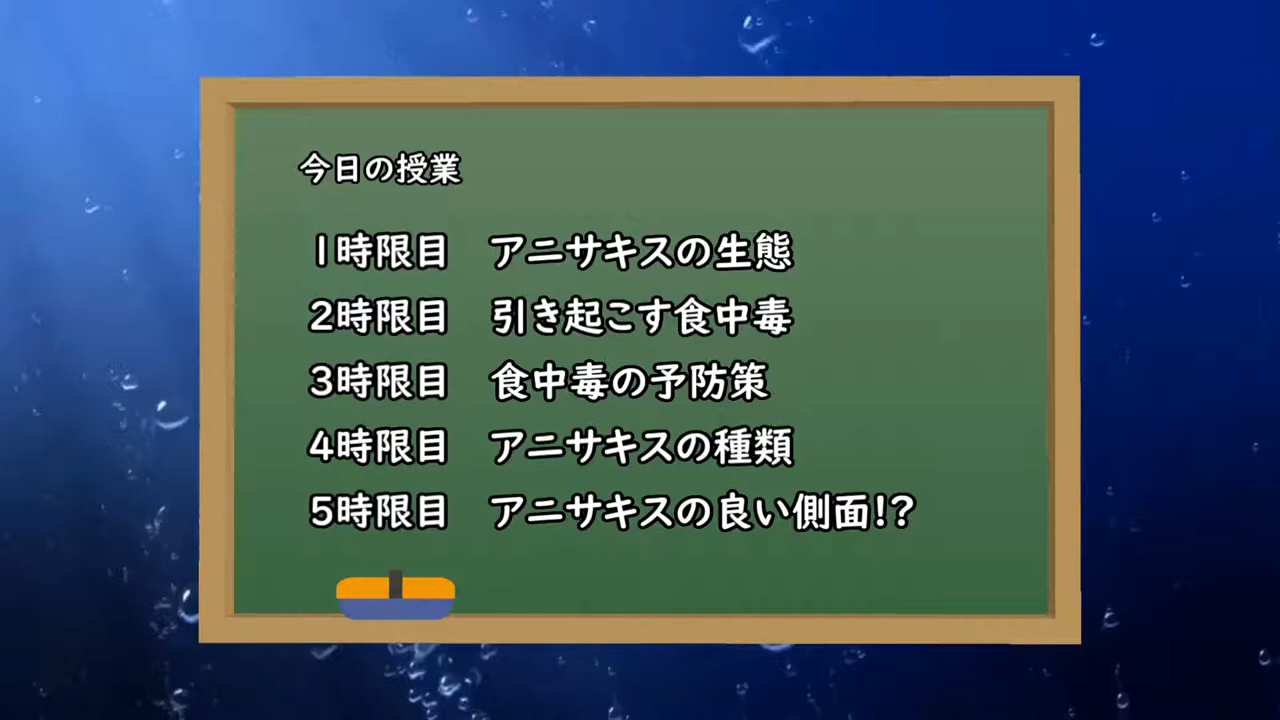 今日の授業
1時限目 アニサキスの生態
2時限目 引き起こす食中毒
3時限目 食中毒の予防策
4時限目 アニサキスの種類
5時限目 アニサキスの良い側面!?